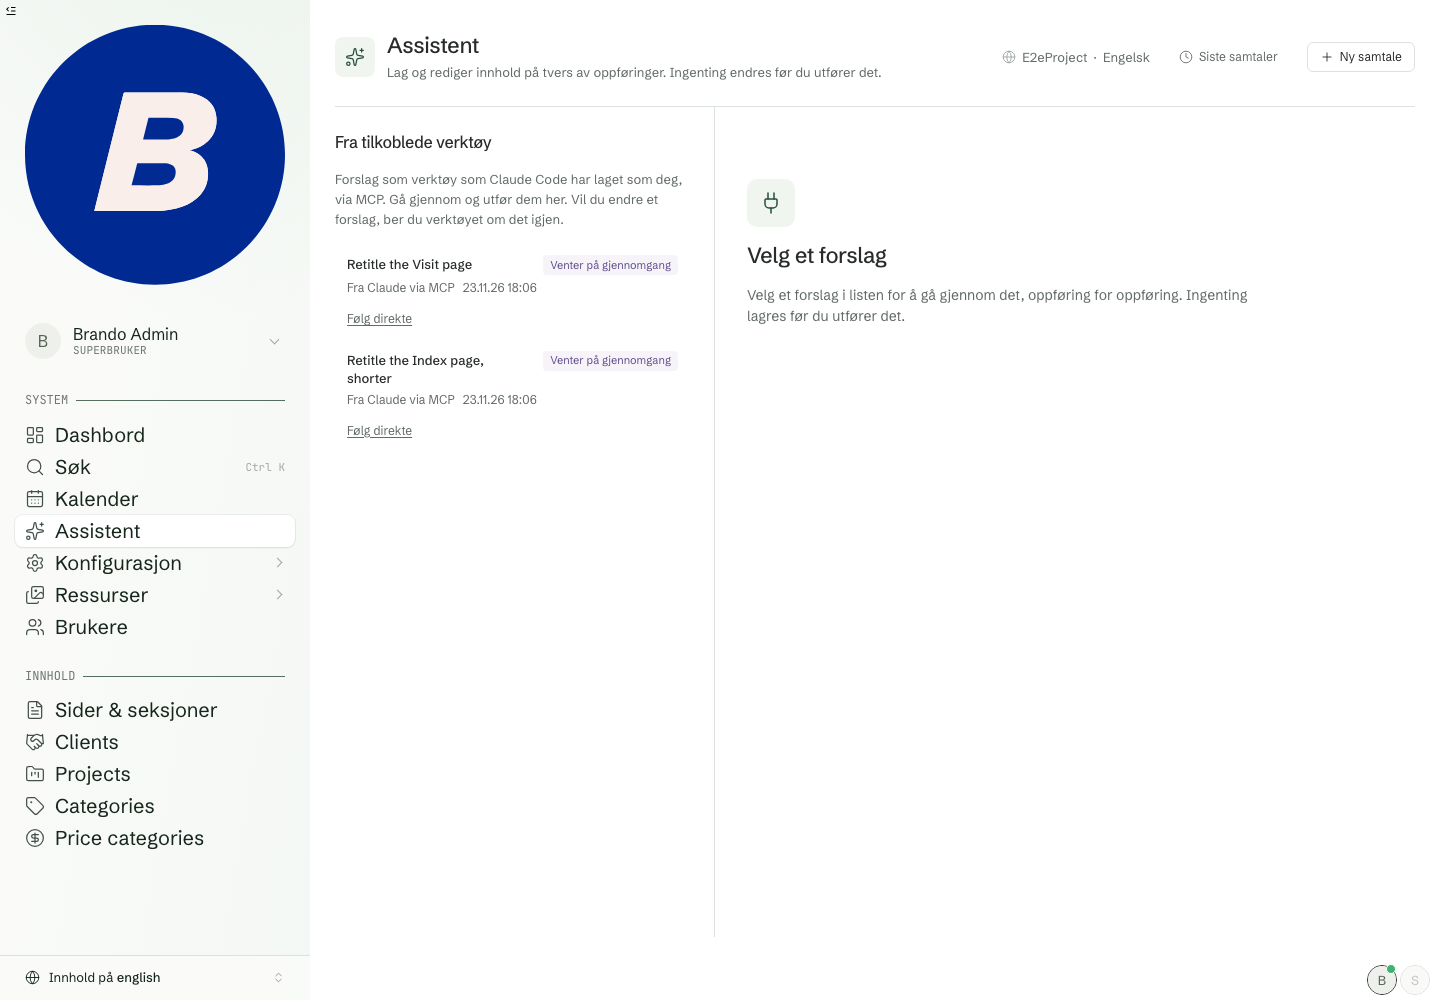 B
Brando Admin
SUPERBRUKER
SYSTEM
Dashbord
Søk
Ctrl K
Kalender
Assistent
Konfigurasjon
Ressurser
Brukere
INNHOLD
Sider & seksjoner
Clients
Projects
Categories
Price categories
Innhold på english
Assistent
Lag og rediger innhold på tvers av oppføringer. Ingenting endres før du utfører det.
E2eProject · Engelsk
Siste samtaler
Ny samtale
Fra tilkoblede verktøy
Forslag som verktøy som Claude Code har laget som deg,
via MCP. Gå gjennom og utfør dem her. Vil du endre et
forslag, ber du verktøyet om det igjen.
Retitle the Visit page
Venter på gjennomgang
Fra Claude via MCP 23.11.26 18:06
Følg direkte
Retitle the Index page,
shorter
Venter på gjennomgang
Fra Claude via MCP 23.11.26 18:06
Følg direkte
Velg et forslag
Velg et forslag i listen for å gå gjennom det, oppføring for oppføring. Ingenting
lagres før du utfører det.
B
B
S